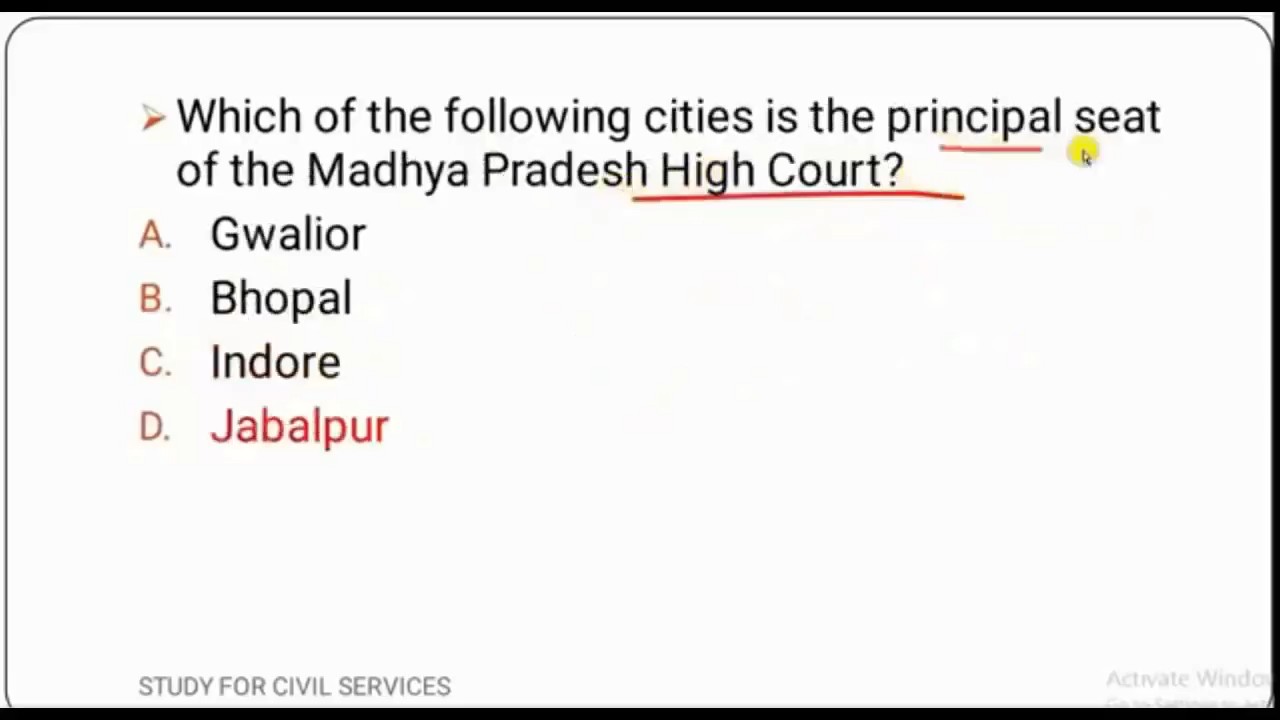 Which of the following cities is the principal seat
of the Madhya Pradesh High Court?
A. Gwalior
B. Bhopal
C. Indore
D. Jabalpur
STUDY FOR CIVIL SERVICES
Activate Windo